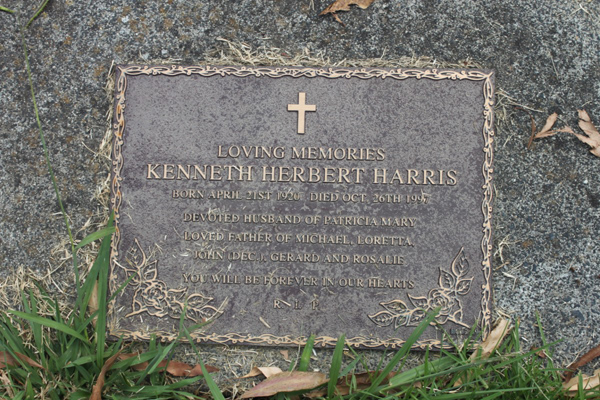 LOVING MEMORIES
KENNETH HERBERT HARRIS
BORN APRIL 21ST 1920 DIED OCT. 26TH 1997
DEVOTED HUSBAND OF PATRICIA MARY
LOVED FATHER OF MICHAEL, LORETTA,
JOHN (DEC.), GERARD AND ROSALIE
YOU WILL BE FOREVER IN OUR HEARTS
R. I. P.